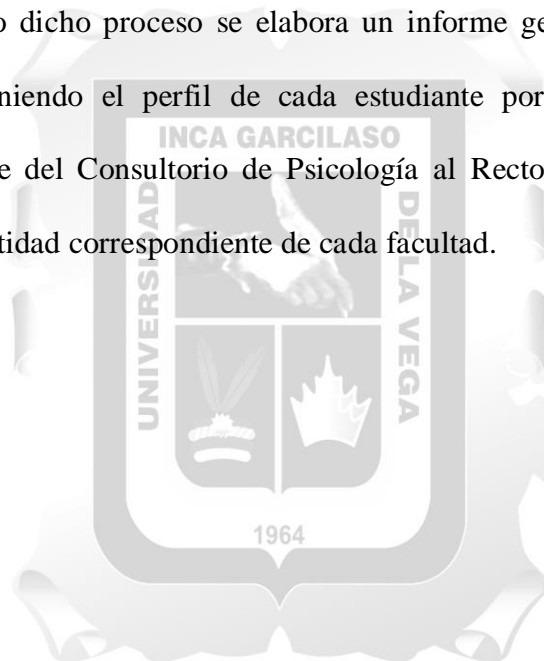 o dicho proceso se elabora un informe ge
niendo el perfil de cada estudiante por
e del Consultorio de Psicología al Recto
tidad correspondiente de cada facultad.
INCA GARCILASO
UNIVERSIDAD
DE LA VEGA
1964